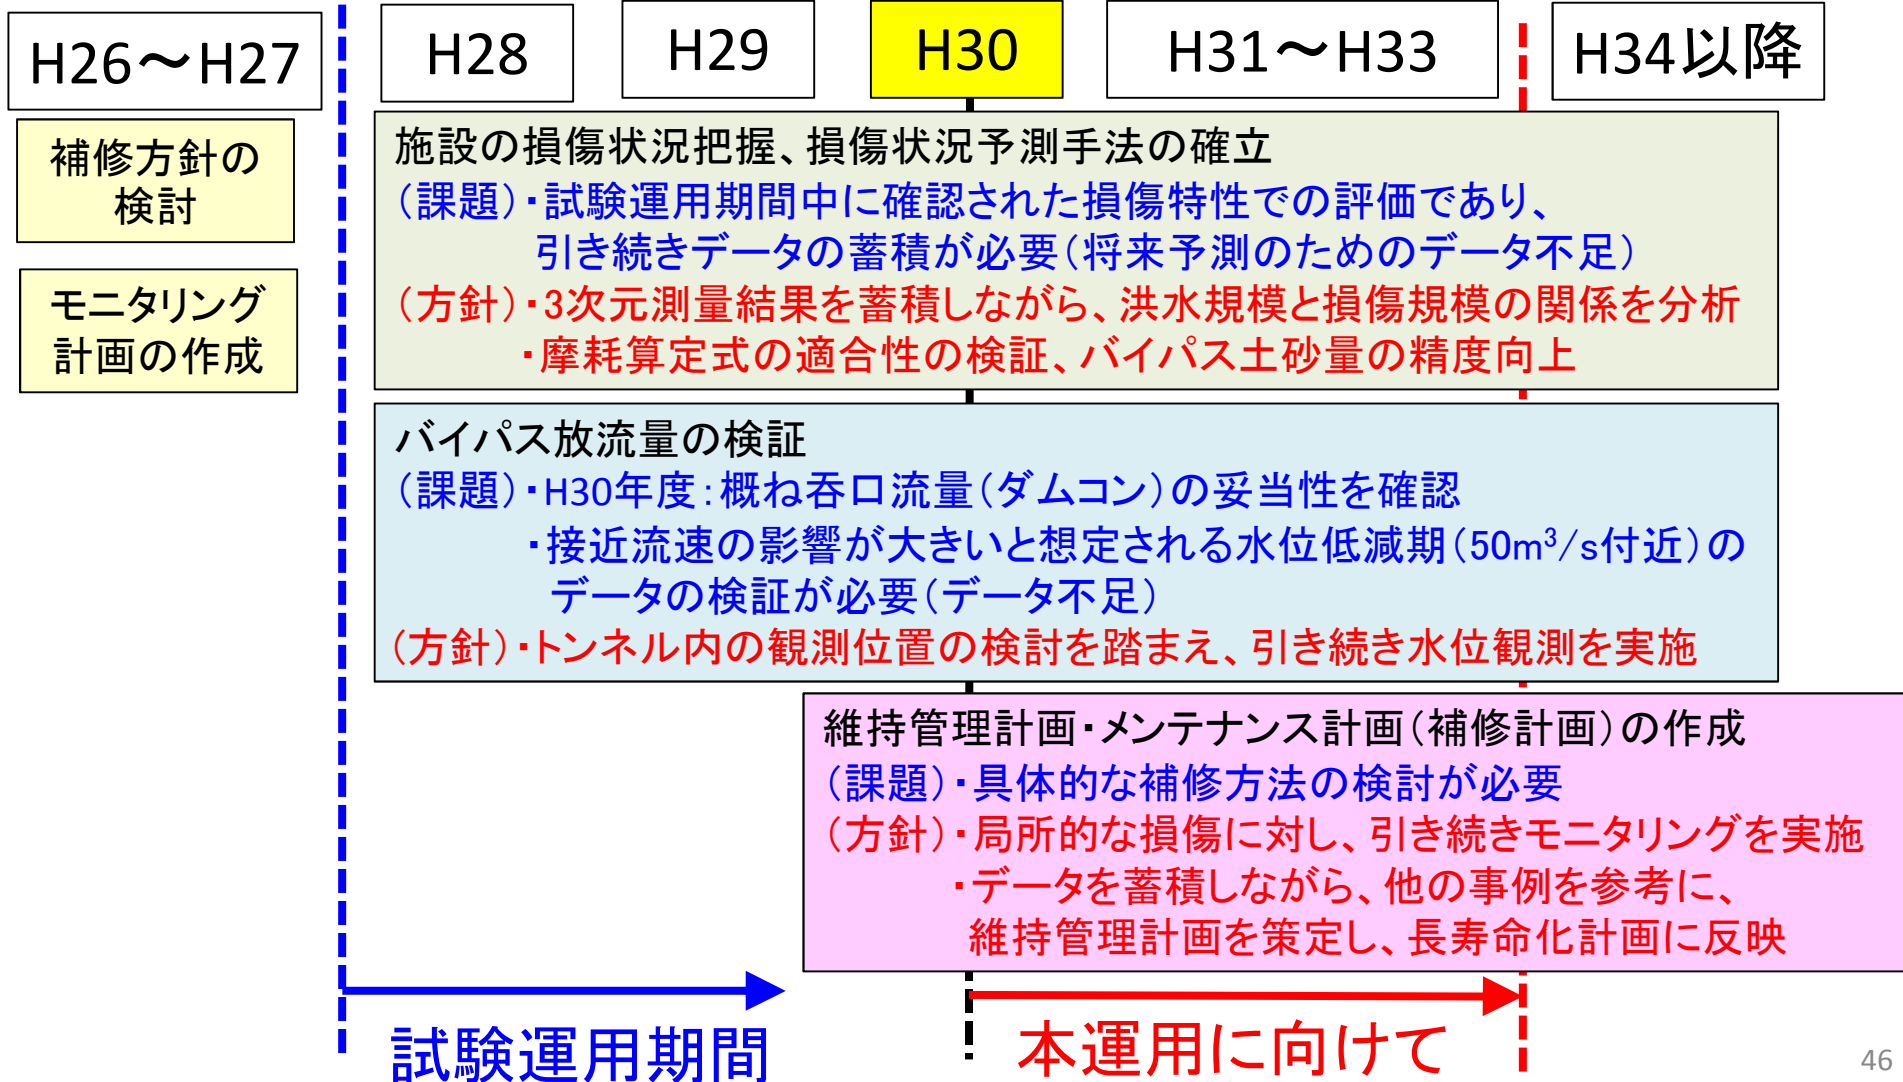 H26～H27
H28
H29
H30
H31～H33
H34以降
補修方針の
検討
モニタリング
計画の作成
施設の損傷状況把握、損傷状況予測手法の確立
（課題）・試験運用期間中に確認された損傷特性での評価であり、
引き続きデータの蓄積が必要（将来予測のためのデータ不足）
（方針）・3次元測量結果を蓄積しながら、洪水規模と損傷規模の関係を分析
・摩耗算定式の適合性の検証、バイパス土砂量の精度向上
バイパス放流量の検証
（課題）・H30年度：概ね呑口流量（ダムコン）の妥当性を確認
・接近流速の影響が大きいと想定される水位低減期（50m³/s付近）の
データの検証が必要（データ不足）
（方針）・トンネル内の観測位置の検討を踏まえ、引き続き水位観測を実施
維持管理計画・メンテナンス計画（補修計画）の作成
（課題）・具体的な補修方法の検討が必要
（方針）・局所的な損傷に対し、引き続きモニタリングを実施
・データを蓄積しながら、他の事例を参考に、
維持管理計画を策定し、長寿命化計画に反映
試験運用期間
本運用に向けて
46